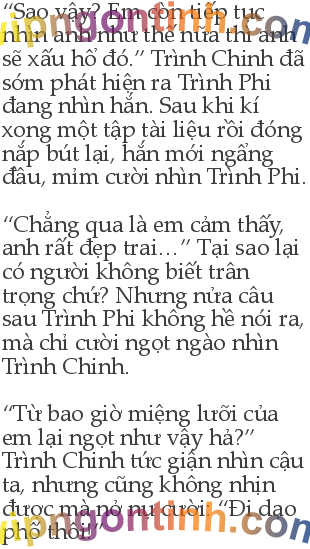 “Sao vậy? Em còn tiếp tục
nhìn anh như thế nữa thì anh
sẽ xấu hổ đó.” Trình Chinh đã
sớm phát hiện ra Trình Phi
đang nhìn hắn. Sau khi kí
xong một tập tài liệu rồi đóng
nắp bút lại, hắn mới ngẩng
đầu, mỉm cười nhìn Trình Phi.
“Chẳng qua là em cảm thấy,
anh rất đẹp trai…” Tại sao lại
có người không biết trân
trọng chứ? Nhưng nửa câu
sau Trình Phi không hề nói ra,
mà chỉ cười ngọt ngào nhìn
Trình Chinh.
“Từ bao giờ miệng lưỡi của
em lại ngọt như vậy hả?”
Trình Chinh tức giận nhìn cậu
ta, nhưng cũng không nhịn
được mà nở nụ cười. “Đi dạo
phố thôi!”
vipngontinh.com
vipngontinh.com